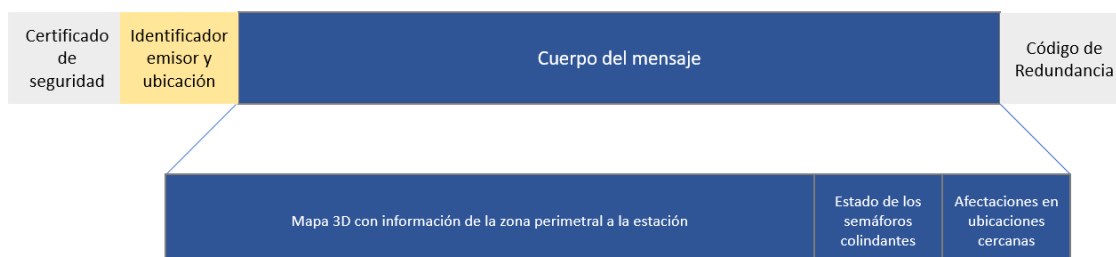 Certificado
de
seguridad
Identificador
emisor y
ubicación
Cuerpo del mensaje
Código de
Redundancia
Mapa 3D con información de la zona perimetral a la estación
Estado de los
semáforos
colindantes
Afectaciones en
ubicaciones
cercanas